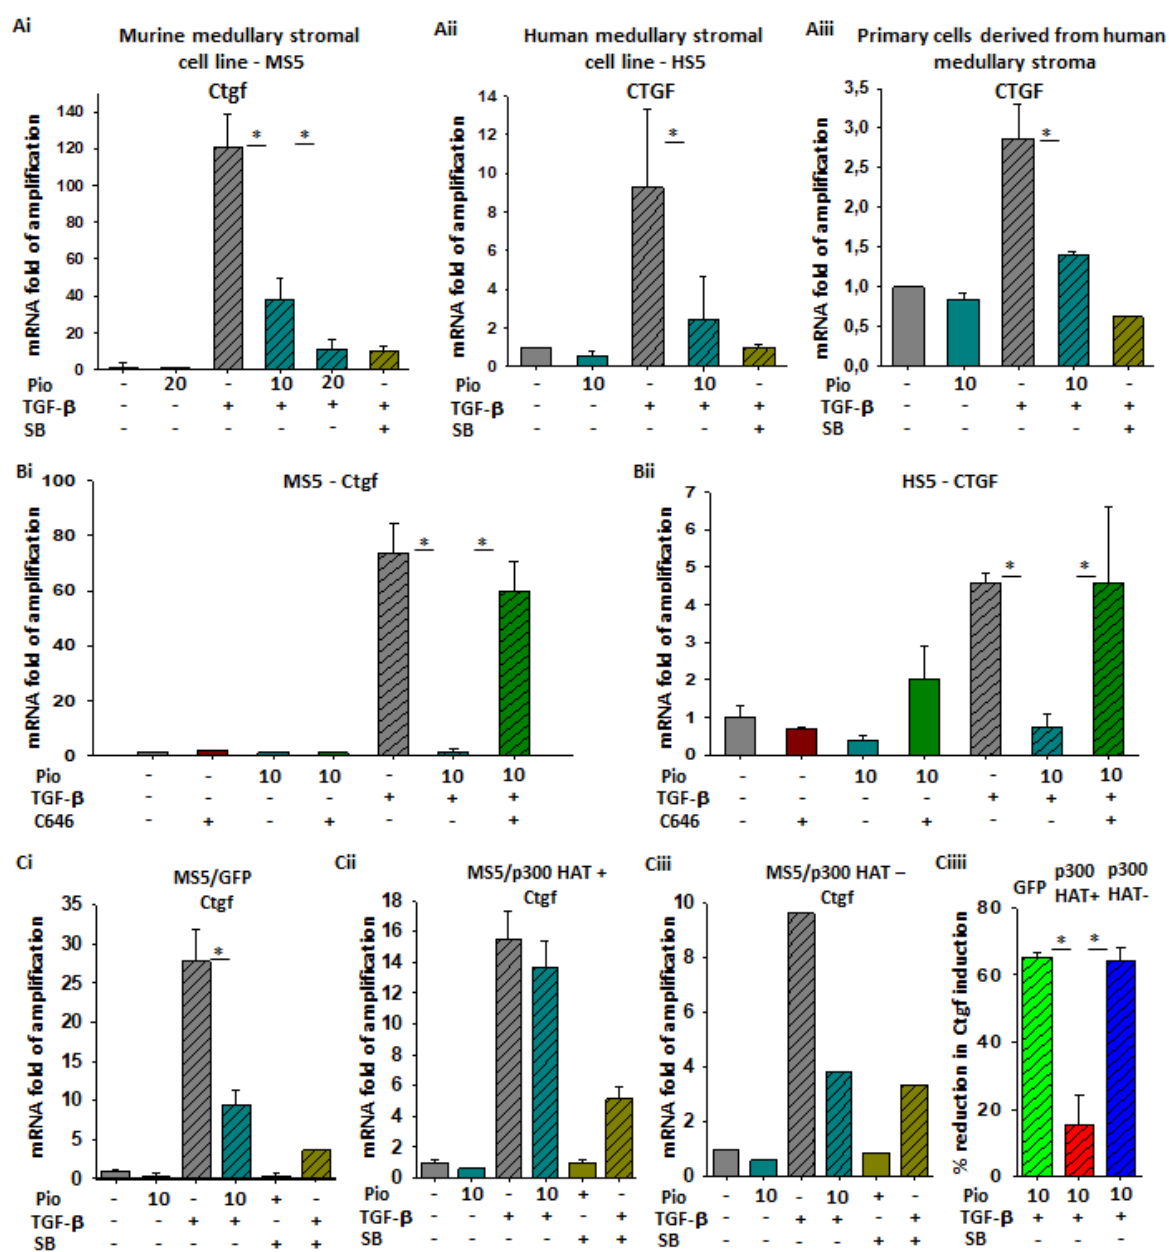 Ai
Murine medullary stromal
cell line - MS5
Ctgf
mRNA fold of amplification
140
120
100
80
60
40
20
0
* *
Pio - 20 - 10 20 -
TGF-β - - + + + +
SB - - - - - +
Aii
Human medullary stromal
cell line - HS5
CTGF
mRNA fold of amplification
14
12
10
8
6
4
2
0
*
Pio - 10 - 10 -
TGF-β - - + + +
SB - - - - +
Aiii
Primary cells derived from human
medullary stroma
CTGF
mRNA fold of amplification
3,5
3,0
2,5
2,0
1,5
1,0
0,5
0,0
*
Pio - 10 - 10 -
TGF-β - - + + +
SB - - - - +
Bi
MS5 - Ctgf
mRNA fold of amplification
100
80
60
40
20
0
* *
Pio - - 10 10 - 10 10
TGF-β - - - - + + +
C646 - + - + - - +
Bii
HS5 - CTGF
mRNA fold of amplification
7
6
5
4
3
2
1
0
* *
Pio - - 10 10 - 10 10
TGF-β - - - - + + +
C646 - + - + - - +
Ci
MS5/GFP
Ctgf
mRNA fold of amplification
35
30
25
20
15
10
5
0
*
Pio - 10 - 10 + -
TGF-β - - + + - +
SB - - - - + +
Cii
MS5/p300 HAT +
Ctgf
mRNA fold of amplification
18
16
14
12
10
8
6
4
2
0
Pio - 10 - 10 + -
TGF-β - - + + - +
SB - - - - + +
Ciii
MS5/p300 HAT –
Ctgf
mRNA fold of amplification
10
8
6
4
2
0
Pio - 10 - 10 + -
TGF-β - - + + - +
SB - - - - + +
Ciiii
GFP
p300
HAT+
p300
HAT-
% reduction in Ctgf induction
80
60
40
20
0
* *
Pio 10 10 10
TGF-β + + +
SB - - -